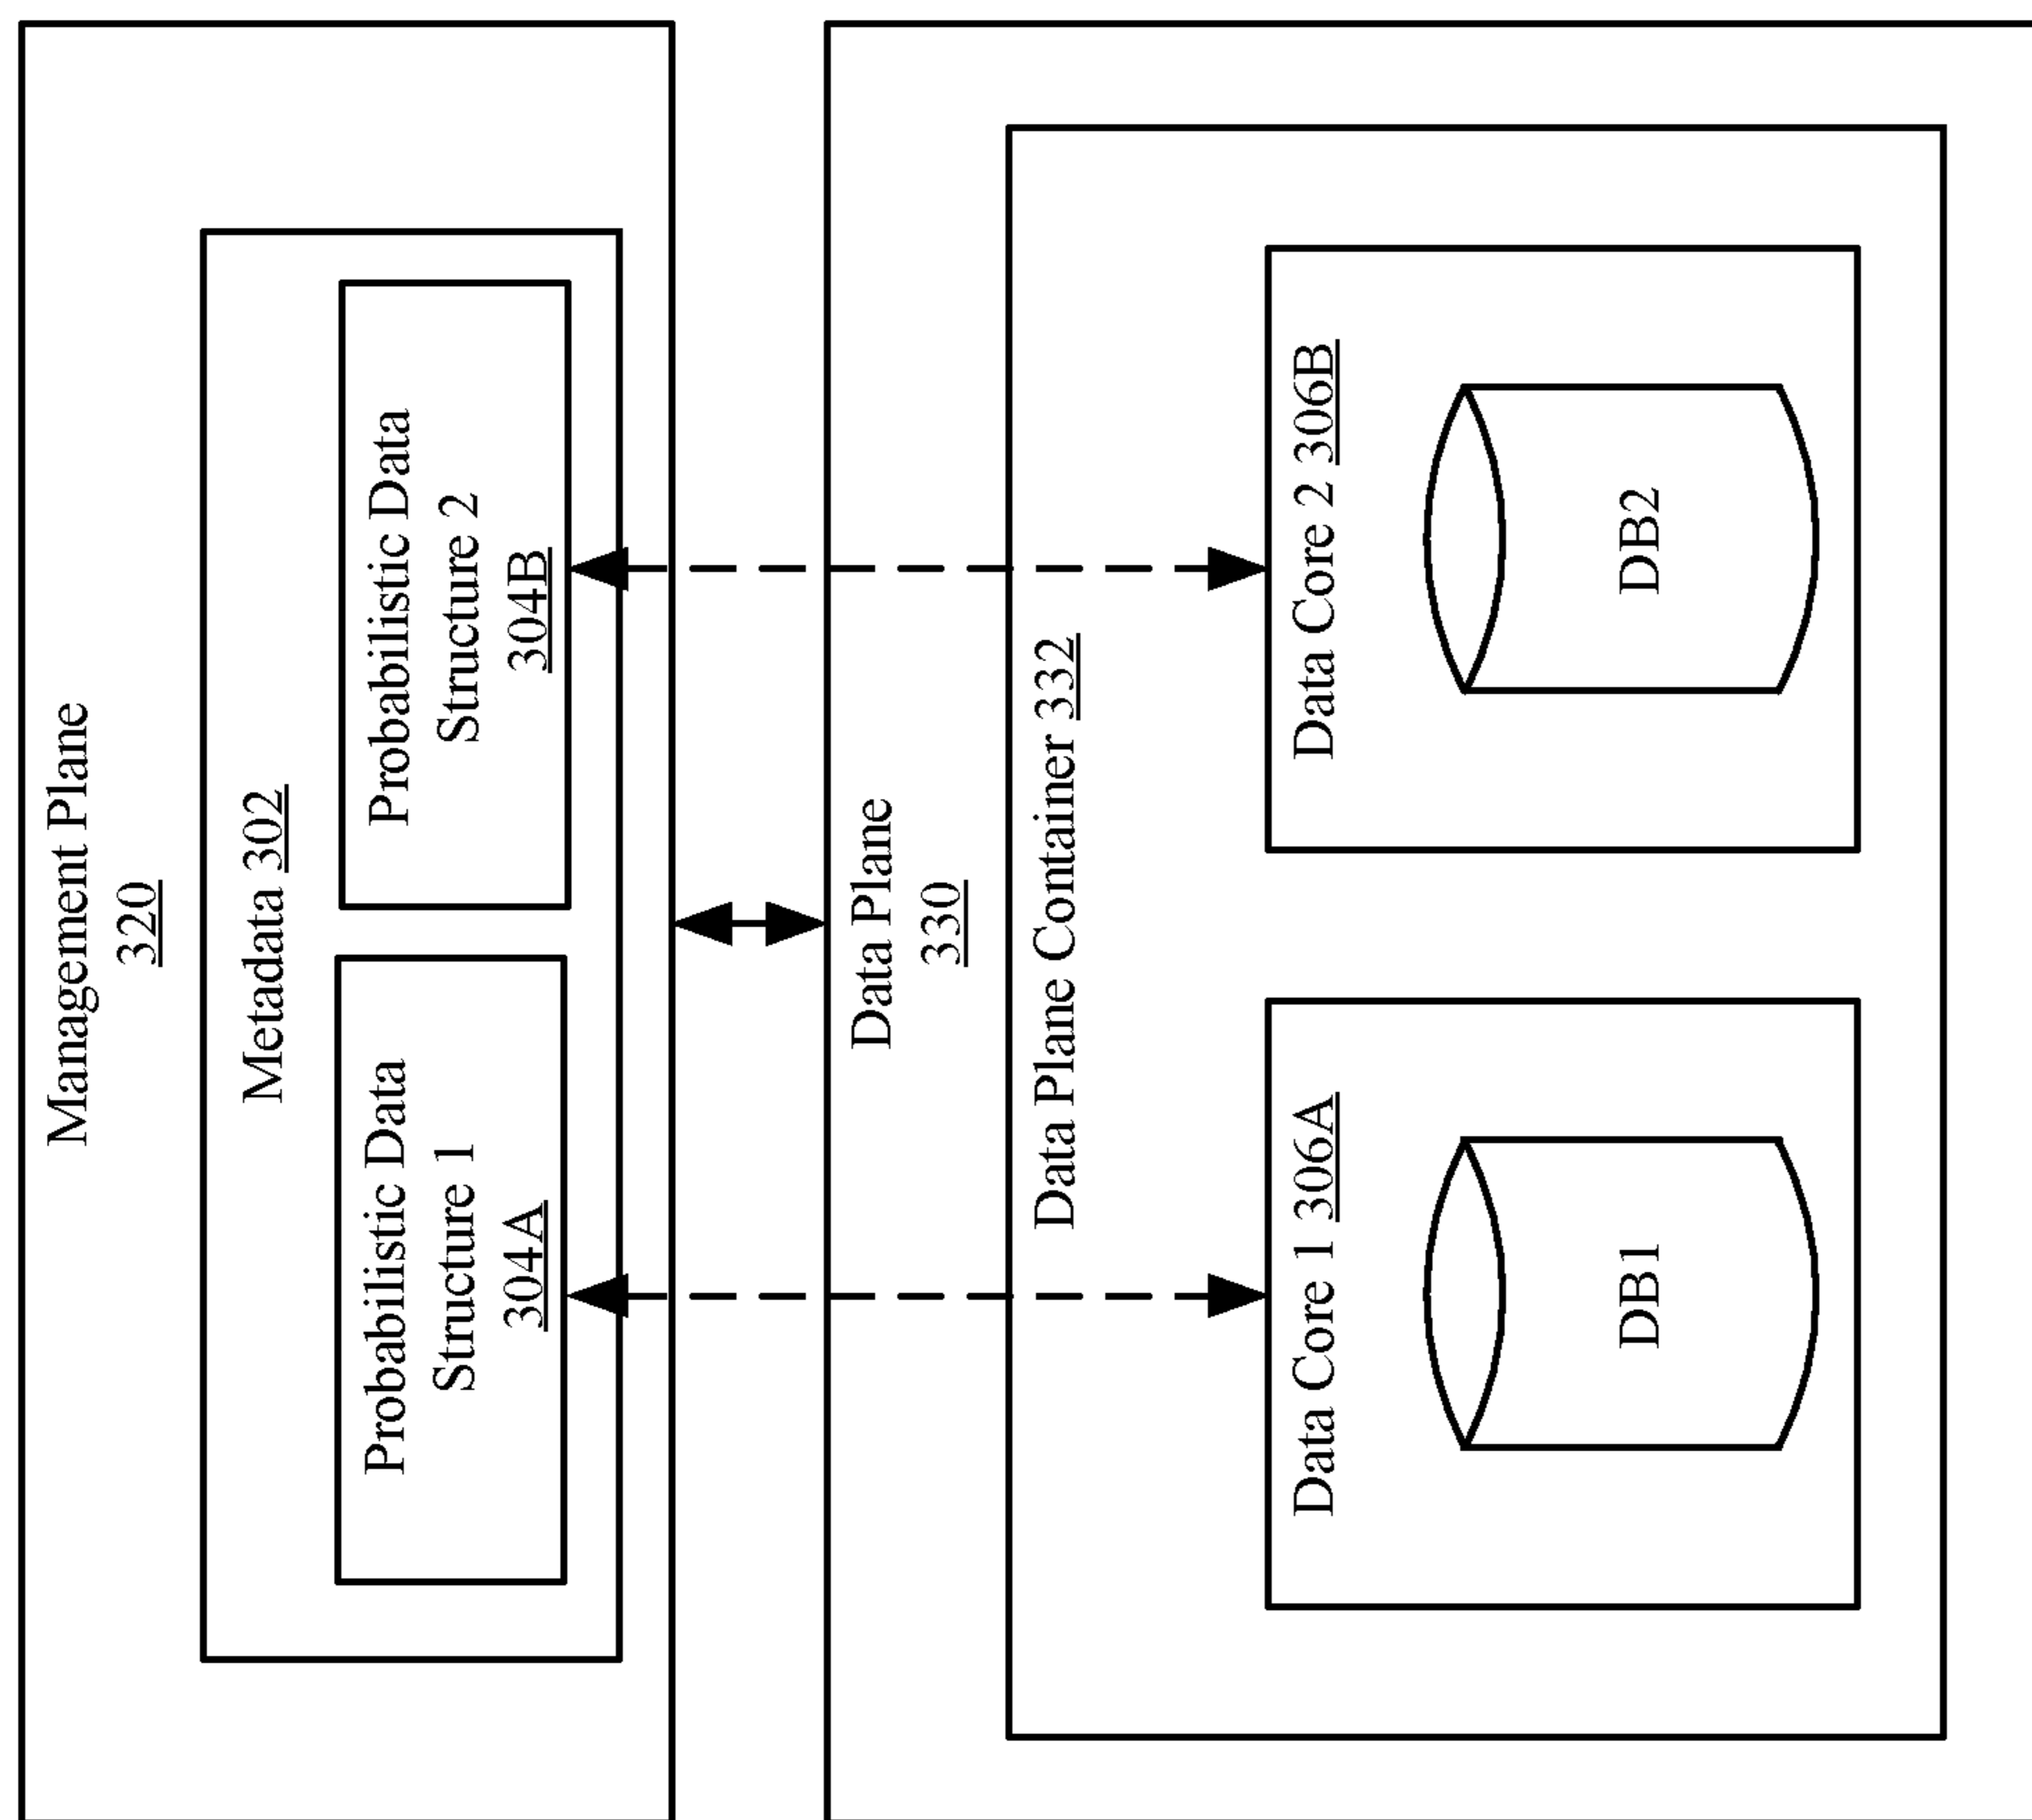 Management Plane
320
Metadata 302
Probabilistic Data
Structure 1
304A
Probabilistic Data
Structure 2
304B
Data Plane
330
Data Plane Container 332
Data Core 1 306A
DB1
Data Core 2 306B
DB2